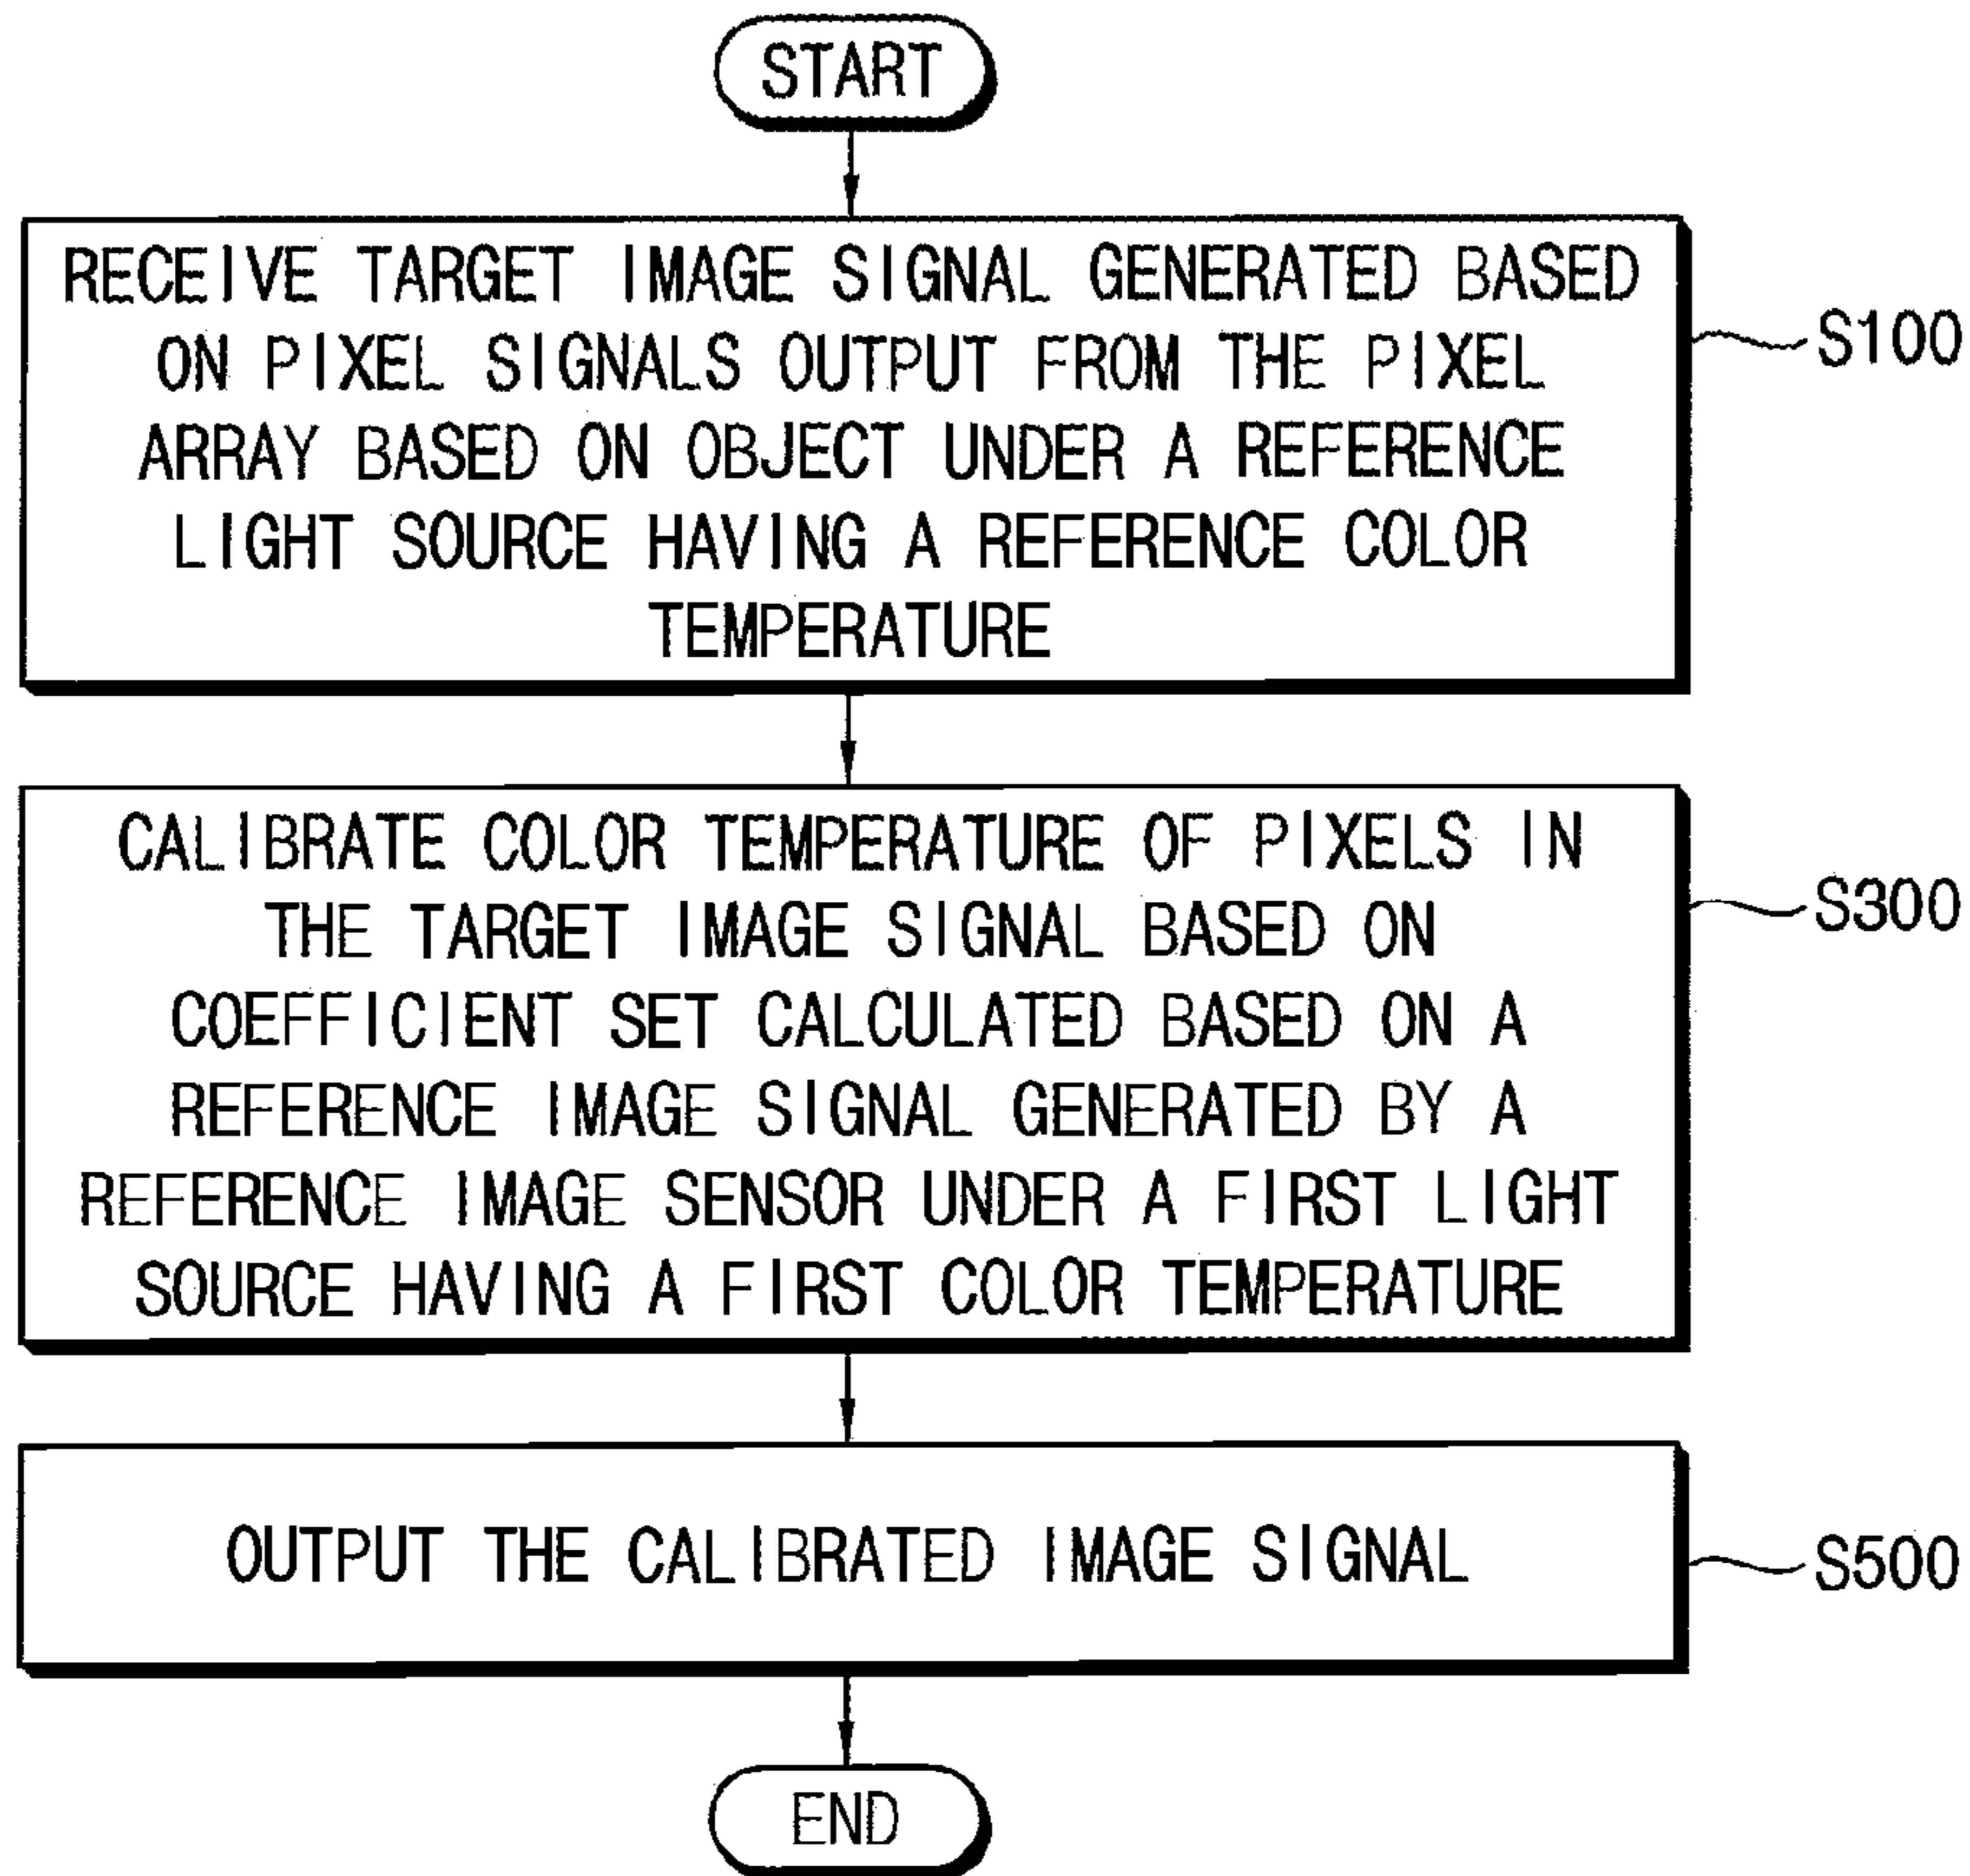 START
RECEIVE TARGET IMAGE SIGNAL GENERATED BASED
ON PIXEL SIGNALS OUTPUT FROM THE PIXEL
ARRAY BASED ON OBJECT UNDER A REFERENCE
LIGHT SOURCE HAVING A REFERENCE COLOR
TEMPERATURE
S100
CALIBRATE COLOR TEMPERATURE OF PIXELS IN
THE TARGET IMAGE SIGNAL BASED ON
COEFFICIENT SET CALCULATED BASED ON A
REFERENCE IMAGE SIGNAL GENERATED BY A
REFERENCE IMAGE SENSOR UNDER A FIRST LIGHT
SOURCE HAVING A FIRST COLOR TEMPERATURE
S300
OUTPUT THE CALIBRATED IMAGE SIGNAL
S500
END